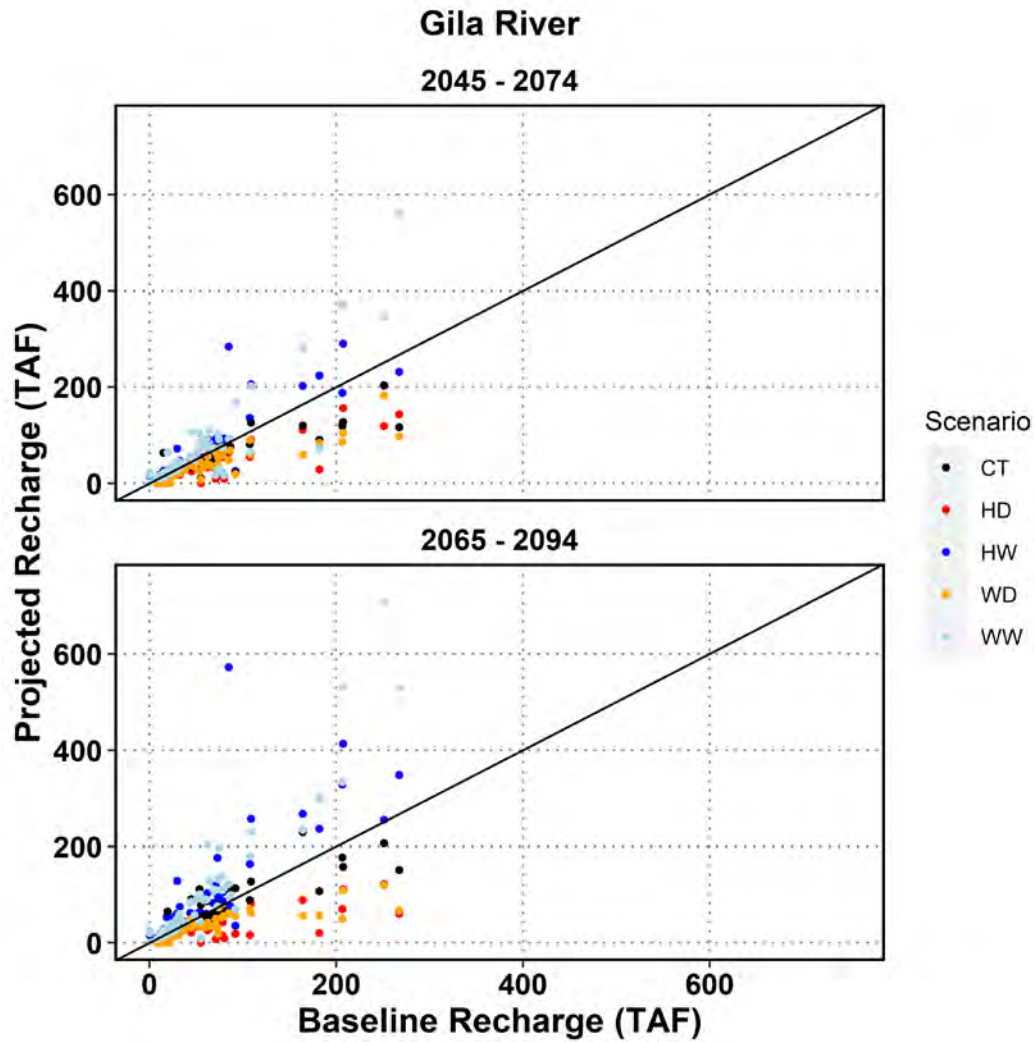 Gila River
2045 - 2074
600
400
200
0
2065 - 2094
600
400
200
0
0 200 400 600
Projected Recharge (TAF)
Baseline Recharge (TAF)
Scenario
CT
HD
HW
WD
WW